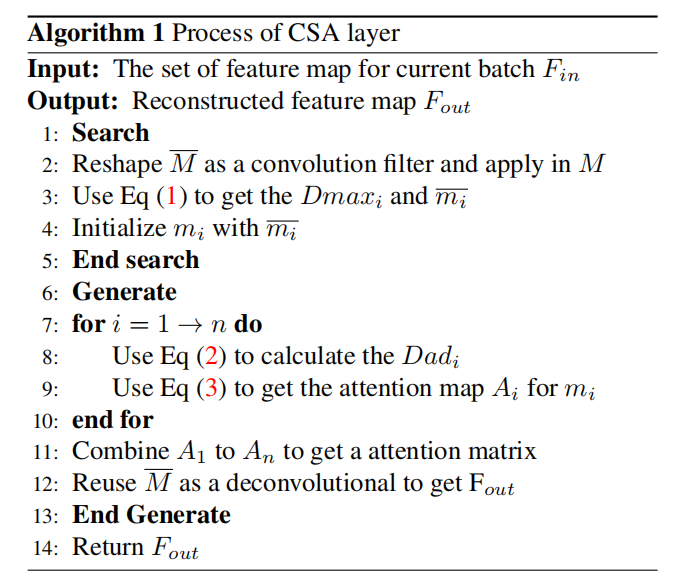 Algorithm 1 Process of CSA layer
Input: The set of feature map for current batch $F_{in}$
Output: Reconstructed feature map $F_{out}$
1: Search
2: Reshape $\overline{M}$ as a convolution filter and apply in $M$
3: Use Eq (1) to get the $Dmax_i$ and $\overline{m_i}$
4: Initialize $m_i$ with $\overline{m_i}$
5: End search
6: Generate
7: for $i = 1 \rightarrow n$ do
8: Use Eq (2) to calculate the $Dad_i$
9: Use Eq (3) to get the attention map $A_i$ for $m_i$
10: end for
11: Combine $A_1$ to $A_n$ to get a attention matrix
12: Reuse $\overline{M}$ as a deconvolutional to get F$_{out}$
13: End Generate
14: Return $F_{out}$